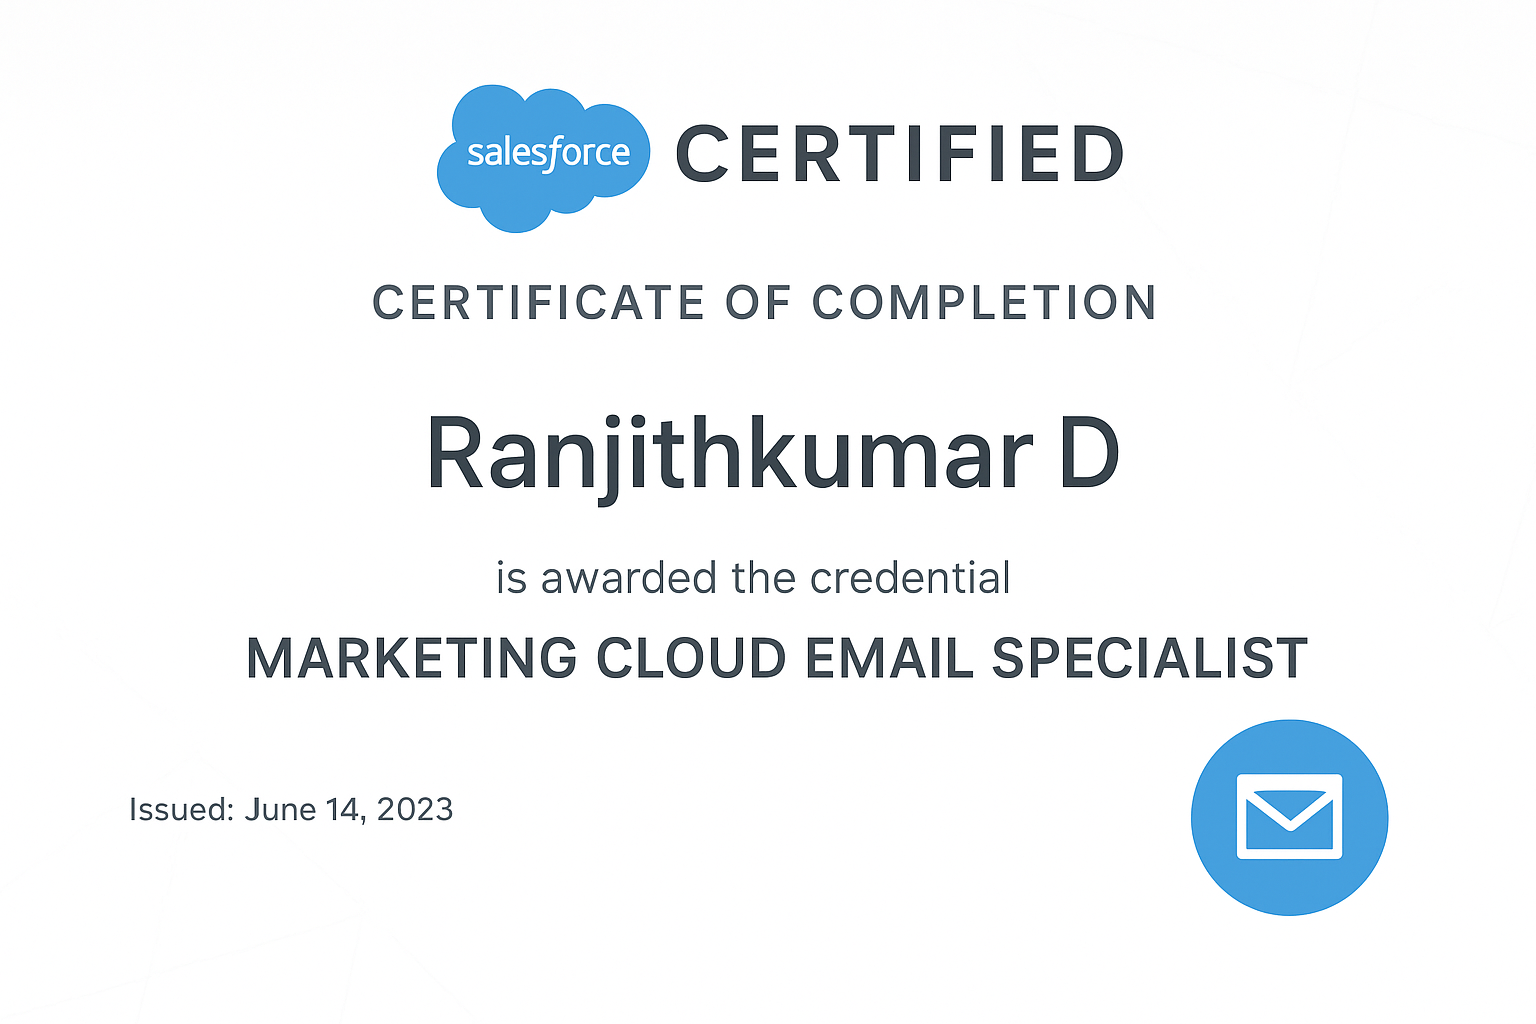 salesforce CERTIFIED
CERTIFICATE OF COMPLETION
Ranjithkumar D
is awarded the credential
MARKETING CLOUD EMAIL SPECIALIST
Issued: June 14, 2023